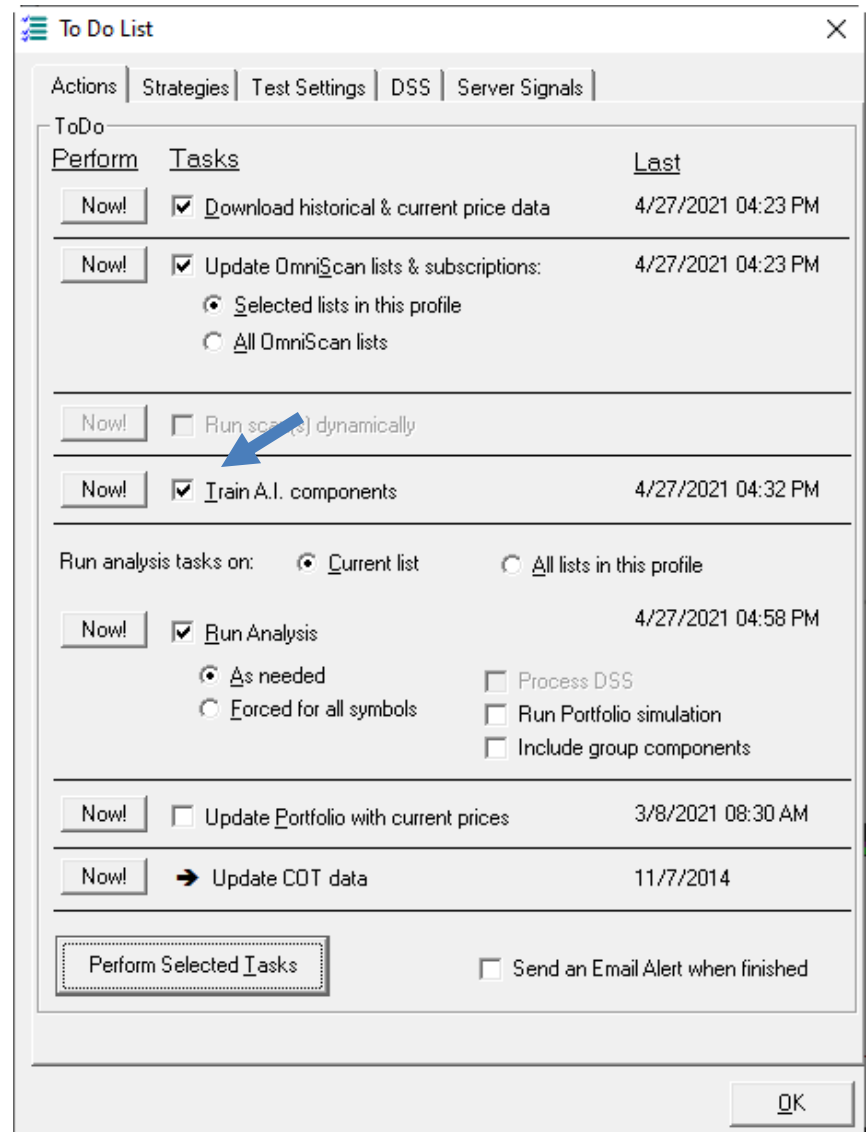 To Do List
Actions Strategies Test Settings DSS Server Signals
ToDo
Perform Tasks Last
Now! Download historical & current price data 4/27/2021 04:23 PM
Now! Update OmniScan lists & subscriptions: 4/27/2021 04:23 PM
Selected lists in this profile
All OmniScan lists
Now! Run scan(s) dynamically
Now! Train A.I. components 4/27/2021 04:32 PM
Run analysis tasks on: Current list All lists in this profile
Now! Run Analysis 4/27/2021 04:58 PM
As needed Process DSS
Forced for all symbols Run Portfolio simulation
Include group components
Now! Update Portfolio with current prices 3/8/2021 08:30 AM
Now! Update COT data 11/7/2014
Perform Selected Tasks Send an Email Alert when finished
OK